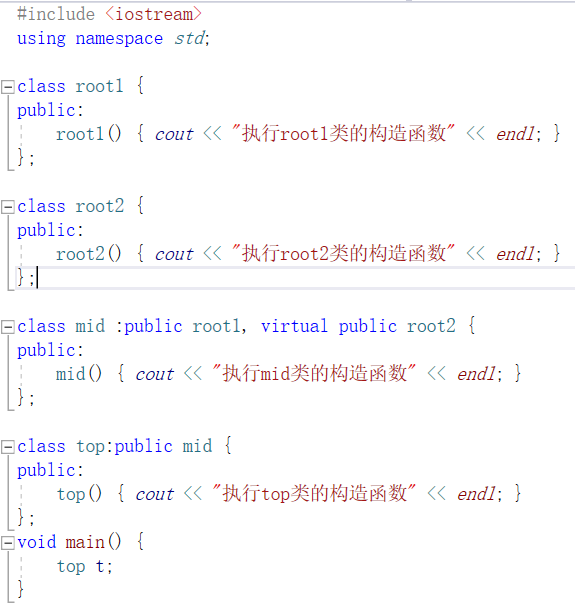 #include <iostream>
using namespace std;
class root1 {
public:
root1() { cout << "执行root1类的构造函数" << endl; }
};
class root2 {
public:
root2() { cout << "执行root2类的构造函数" << endl; }
};
class mid :public root1, virtual public root2 {
public:
mid() { cout << "执行mid类的构造函数" << endl; }
};
class top:public mid {
public:
top() { cout << "执行top类的构造函数" << endl; }
};
void main() {
top t;
}